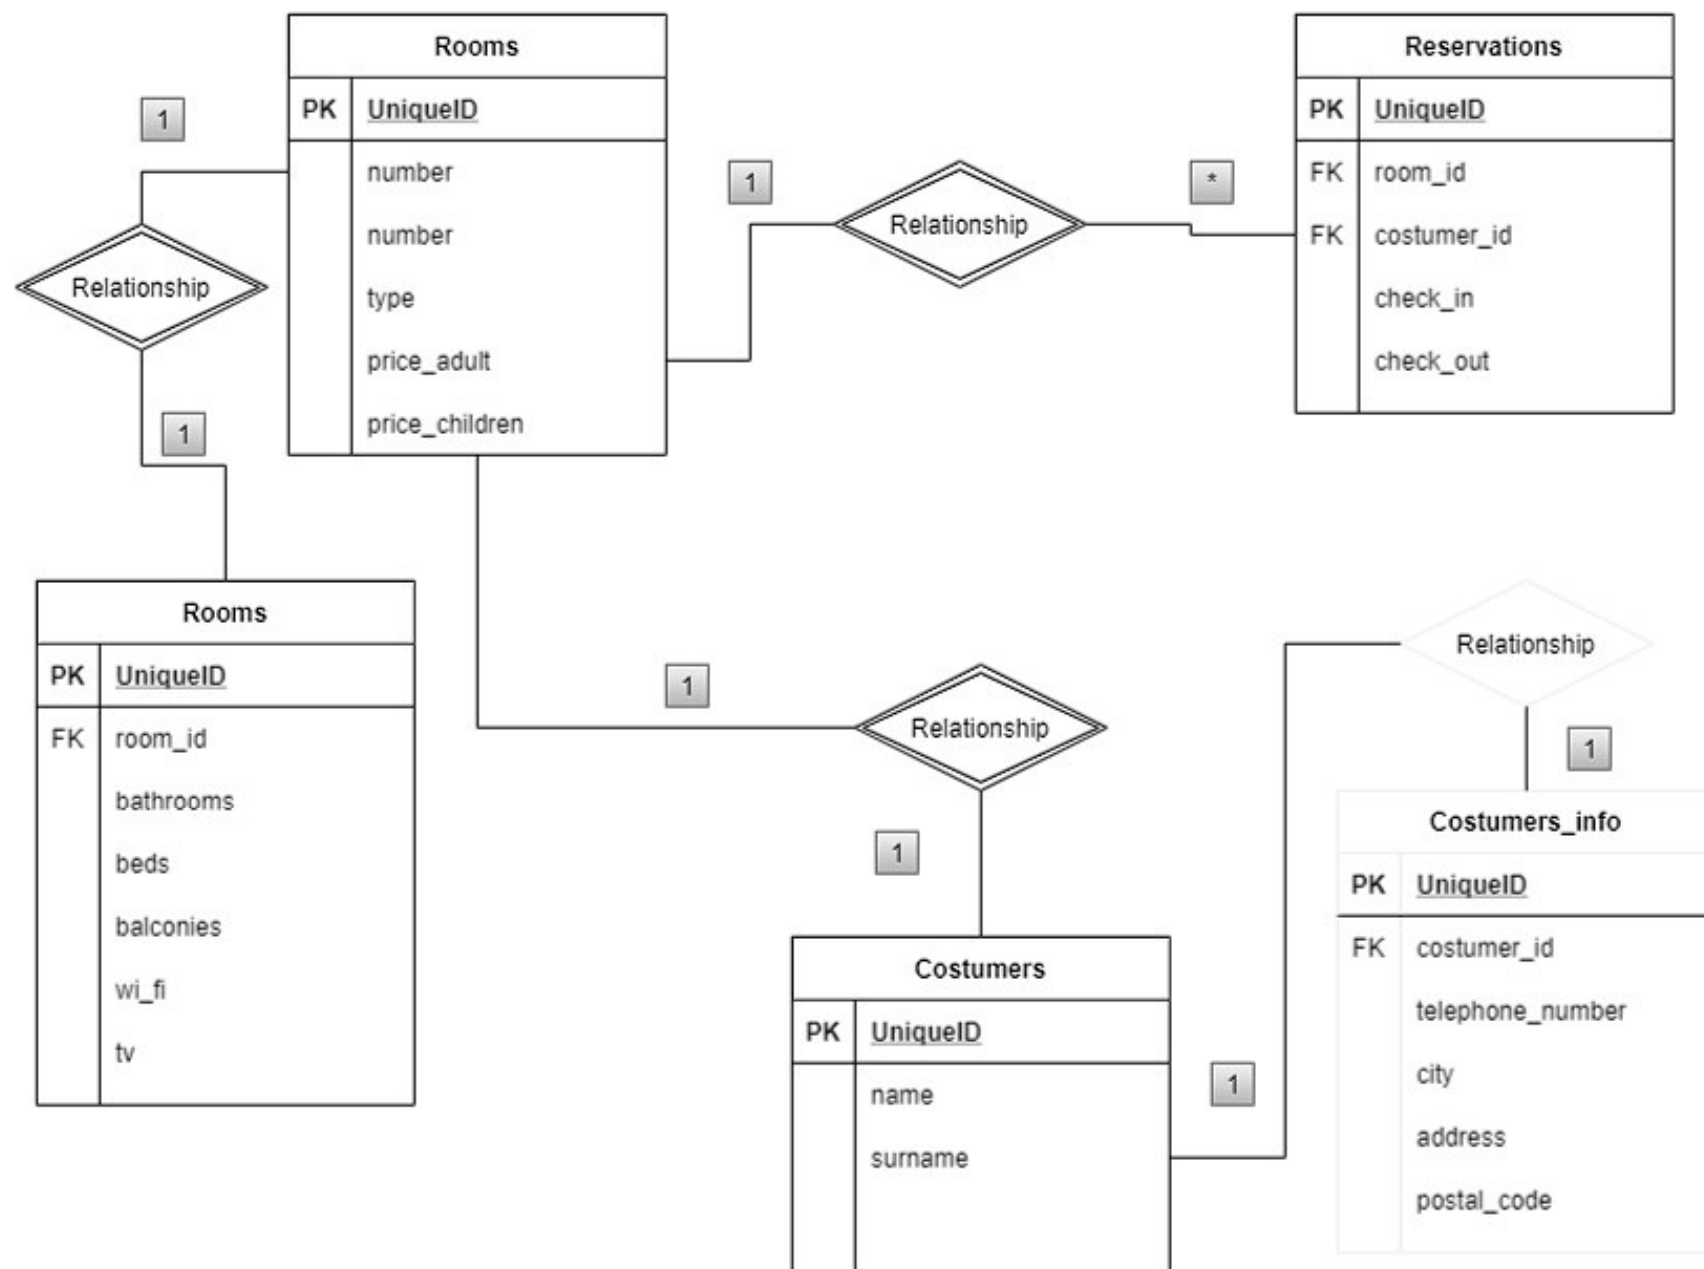 Rooms
PK UniqueID
number
number
type
price_adult
price_children
1
Relationship
1
1
Relationship
*
Reservations
PK UniqueID
FK room_id
FK costumer_id
check_in
check_out
Rooms
PK UniqueID
FK room_id
bathrooms
beds
balconies
wi_fi
tv
1
Relationship
1
Costumers
PK UniqueID
name
surname
1
Relationship
1
Costumers_info
PK UniqueID
FK costumer_id
telephone_number
city
address
postal_code